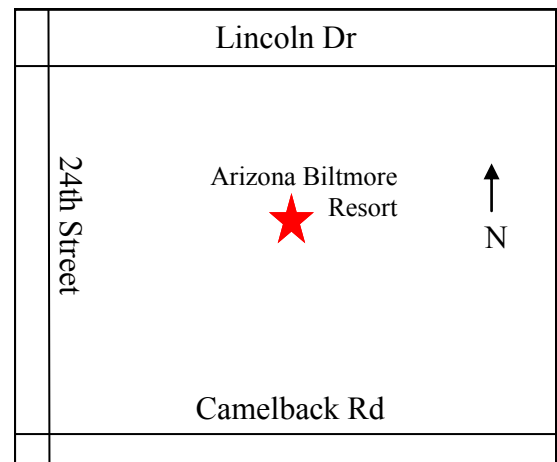 Lincoln Dr
24th Street
Arizona Biltmore
Resort
N
Camelback Rd